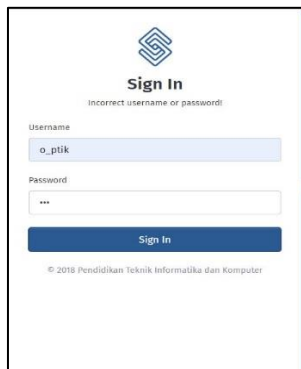 Sign In
Incorrect username or password!
Username
o_ptik
Password
•••
Sign In
© 2018 Pendidikan Teknik Informatika dan Komputer